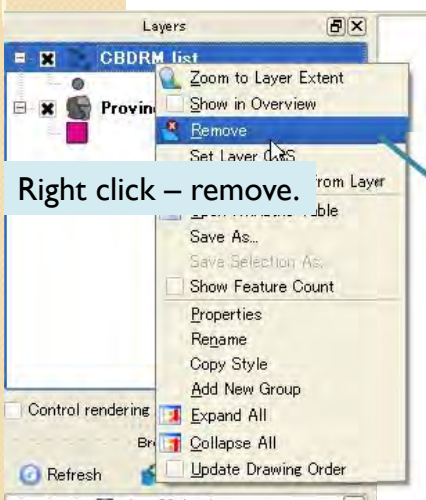 Layers
CBDRM list
Zoom to Layer Extent
Show in Overview
Provin
Remove
Set Layer
from Layer
Right click – remove.
Table
Save As...
Save Selection As.
Show Feature Count
Properties
Rename
Copy Style
Add New Group
Control rendering
Expand All
Collapse All
Refresh
Update Drawing Order